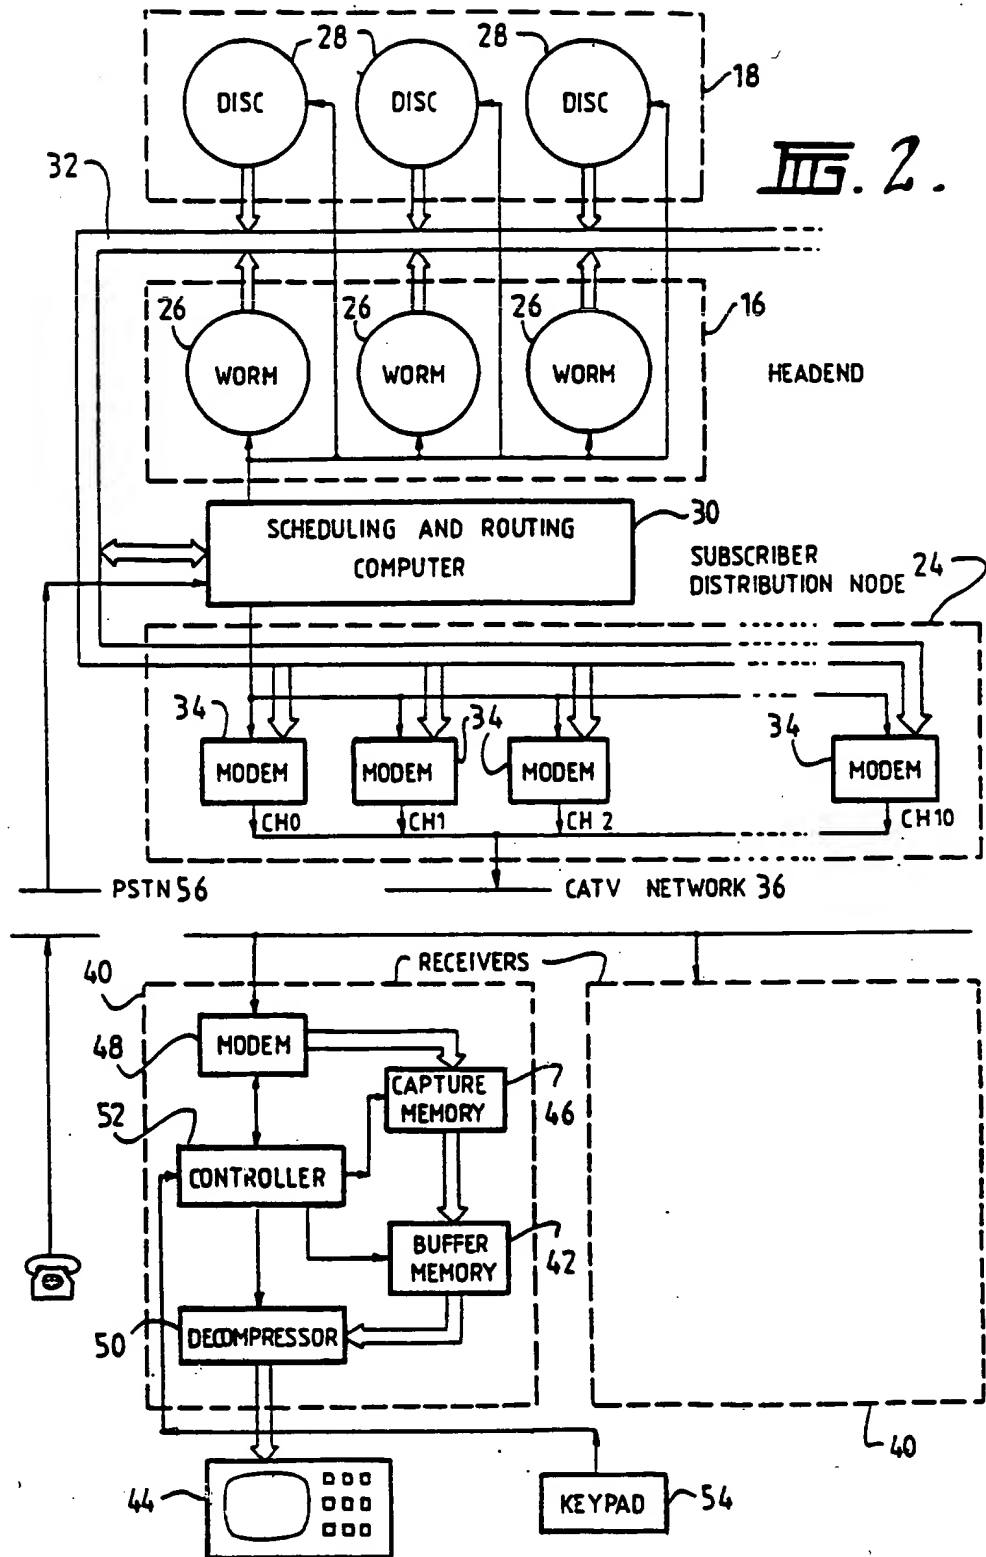 28 28
DISC DISC DISC
18
FIG. 2.
32
26 26 26
16
WORM WORM WORM
HEADEND
SCHEDULING AND ROUTING
COMPUTER
30
SUBSCRIBER
DISTRIBUTION NODE
24
34 34 34 34
MODEM MODEM MODEM MODEM
CH0 CH1 CH 2 CH 10
PSTN 56
CATV NETWORK 36
40
RECEIVERS
48
MODEM
CAPTURE
MEMORY
46
52
CONTROLLER
BUFFER
MEMORY
42
50
DECOMPRESSOR
40
44
KEYPAD
54